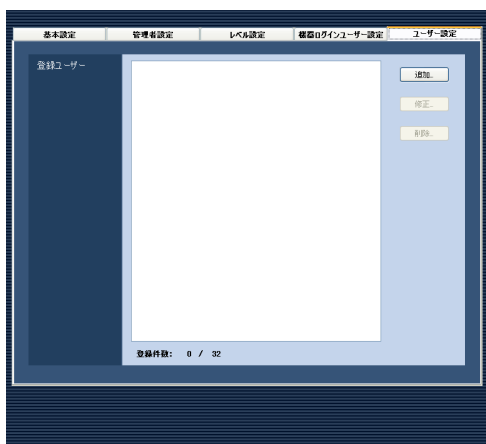 基本設定 管理者設定 レベル設定 機器ログインユーザー設定 ユーザー設定
登録ユーザー
追加..
修正..
削除..
登録件数: 0 / 32